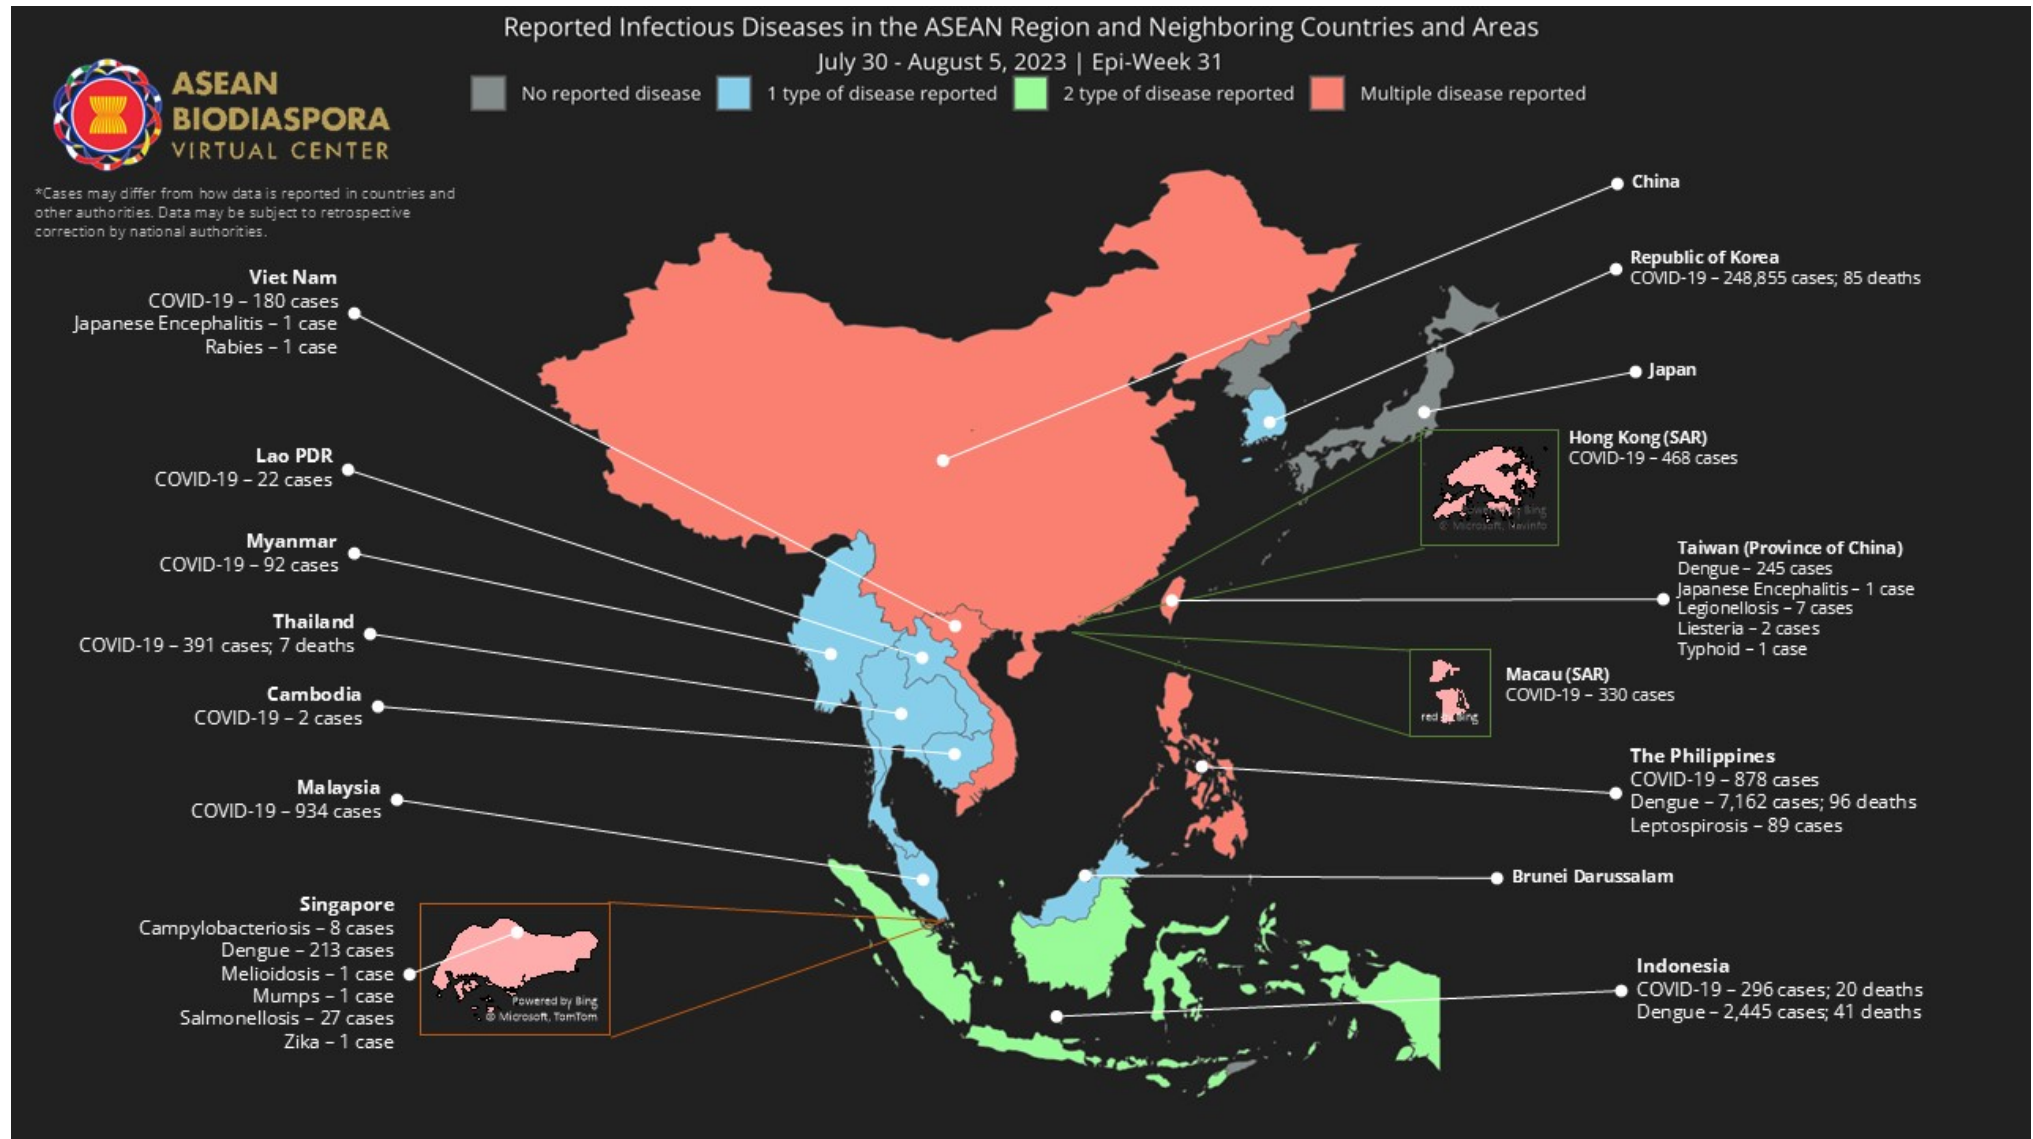 Reported Infectious Diseases in the ASEAN Region and Neighboring Countries and Areas
July 30 - August 5, 2023 | Epi-Week 31
No reported disease
1 type of disease reported
2 type of disease reported
Multiple disease reported
ASEAN
BIODIASPORA
VIRTUAL CENTER
*Cases may differ from how data is reported in countries and
other authorities. Data may be subject to retrospective
correction by national authorities.
Viet Nam
COVID-19 – 180 cases
Japanese Encephalitis – 1 case
Rabies – 1 case
Lao PDR
COVID-19 – 22 cases
Myanmar
COVID-19 – 92 cases
Thailand
COVID-19 – 391 cases; 7 deaths
Cambodia
COVID-19 – 2 cases
Malaysia
COVID-19 – 934 cases
Singapore
Campylobacteriosis – 8 cases
Dengue – 213 cases
Melioidosis – 1 case
Mumps – 1 case
Salmonellosis – 27 cases
Zika – 1 case
Powered by Bing
© Microsoft, TomTom
China
Republic of Korea
COVID-19 – 248,855 cases; 85 deaths
Japan
Hong Kong (SAR)
COVID-19 – 468 cases
Powered by Bing
© Microsoft, Navinfo
Taiwan (Province of China)
Dengue – 245 cases
Japanese Encephalitis – 1 case
Legionellosis – 7 cases
Liesteria – 2 cases
Typhoid – 1 case
Macau (SAR)
COVID-19 – 330 cases
The Philippines
COVID-19 – 878 cases
Dengue – 7,162 cases; 96 deaths
Leptospirosis – 89 cases
Brunei Darussalam
Indonesia
COVID-19 – 296 cases; 20 deaths
Dengue – 2,445 cases; 41 deaths